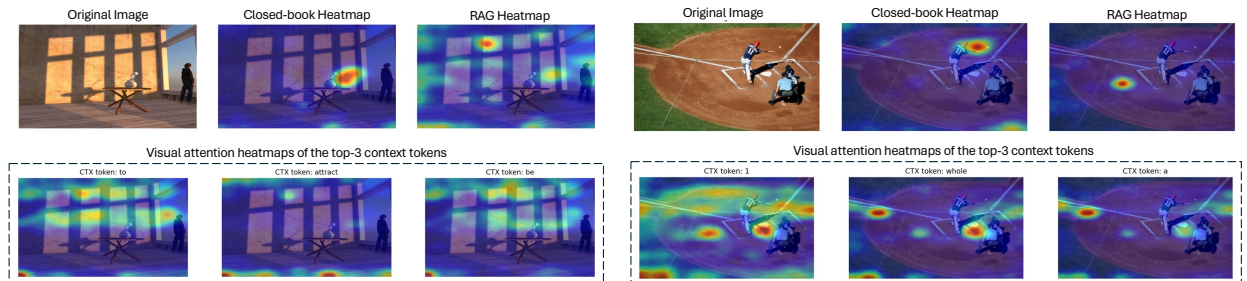 Original Image Closed-book Heatmap RAG Heatmap
Visual attention heatmaps of the top-3 context tokens
CTX token: to CTX token: attract CTX token: be
Original Image Closed-book Heatmap RAG Heatmap
Visual attention heatmaps of the top-3 context tokens
CTX token: 1 CTX token: whole CTX token: a